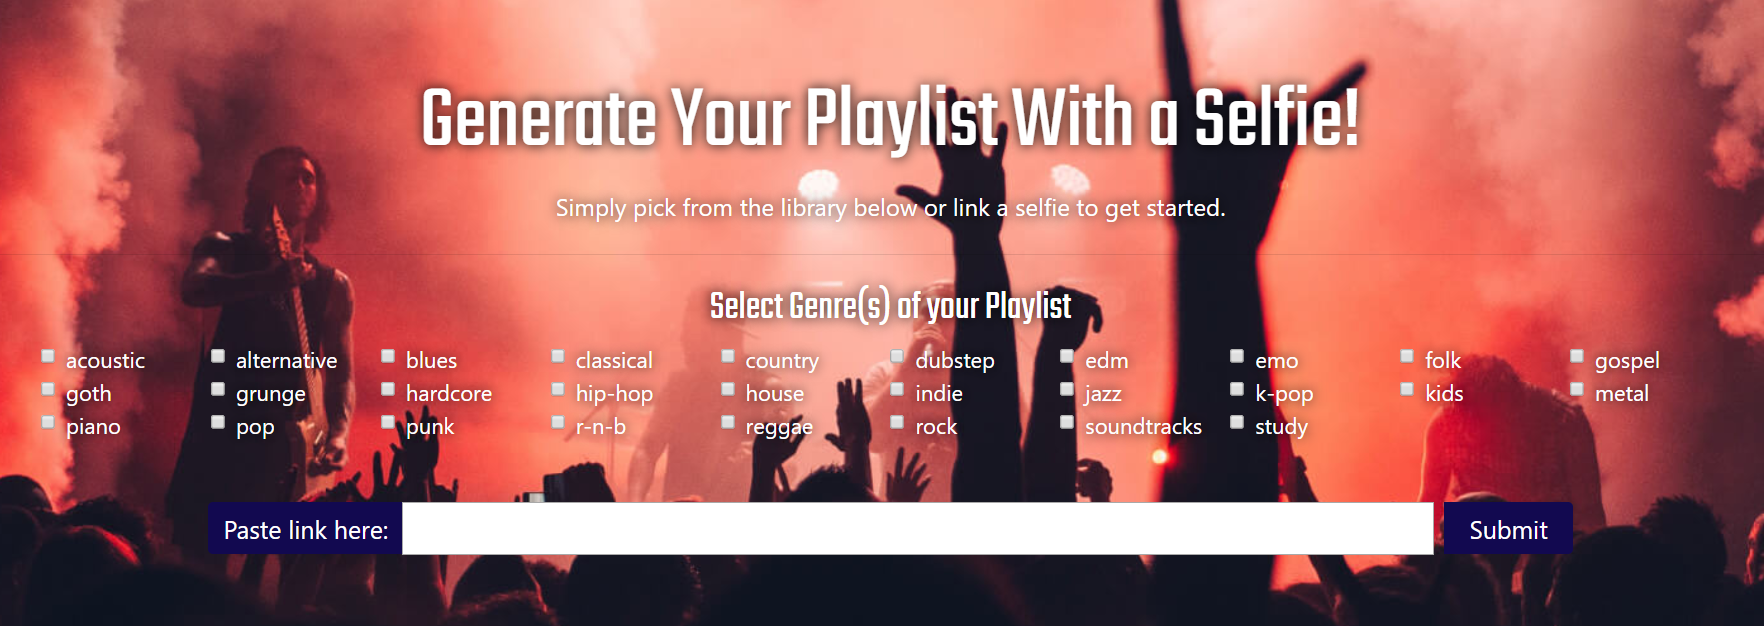 Generate Your Playlist With a Selfie!
Simply pick from the library below or link a selfie to get started.
Select Genre(s) of your Playlist
acoustic alternative blues classical country dubstep edm emo folk gospel
goth grunge hardcore hip-hop house indie jazz k-pop kids metal
piano pop punk r-n-b reggae rock soundtracks study
Paste link here: Submit